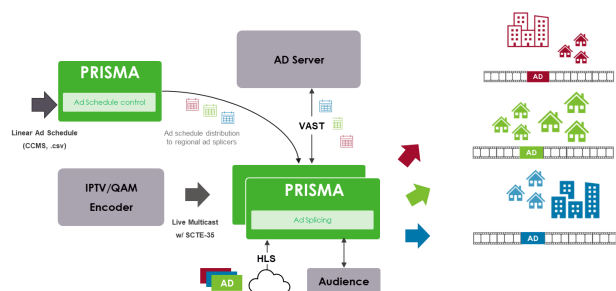 PRISMA
Ad Schedule control
AD Server
Linear Ad Schedule
(CCMS, .csv)
Ad schedule distribution
to regional ad splicers
VAST
IPTV/QAM
Encoder
Live Multicast
w/ SCTE-35
PRISMA
Ad Splicing
HLS
AD
Audience
AD
AD
AD